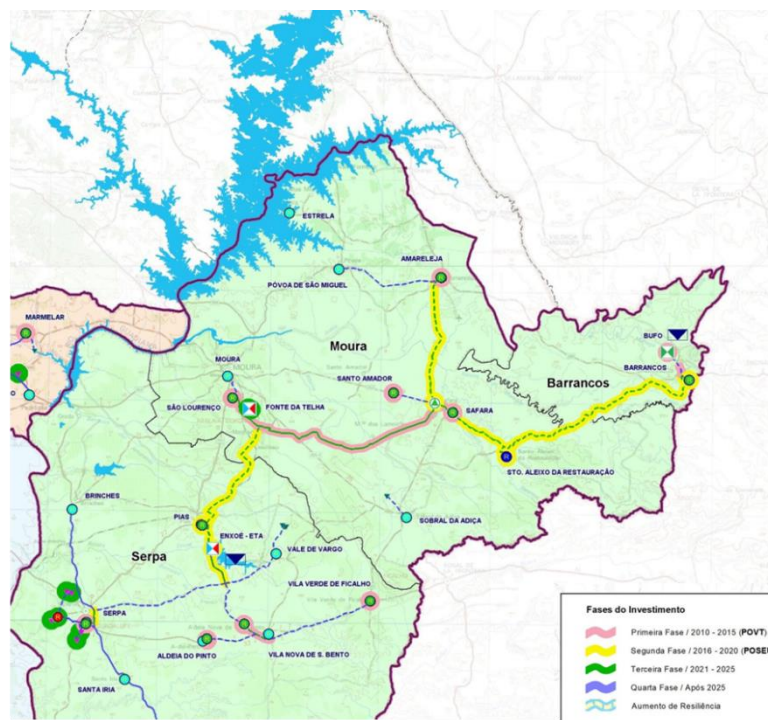 ESTRELA
AMARELEJA
PÓVOA DE SÃO MIGUEL
MARMELAR
BUFO
Moura
MOURA
BARRANCOS
Barrancos
SANTO AMADOR
SÃO LOURENÇO
FONTE DA TELHA
SAFARA
STO. ALEIXO DA RESTAURAÇÃO
BRINCHES
PIAS
SOBRAL DA ADIÇA
ENXOÉ - ETA
VALE DE VARGO
Serpa
VILA VERDE DE FICALHO
SERPA
ALDEIA DO PINTO
VILA NOVA DE S. BENTO
SANTA IRIA
Fases do Investimento
Primeira Fase / 2010 - 2015 (POVT)
Segunda Fase / 2016 - 2020 (POSEU
Terceira Fase / 2021 - 2025
Quarta Fase / Após 2025
Aumento de Resiliência